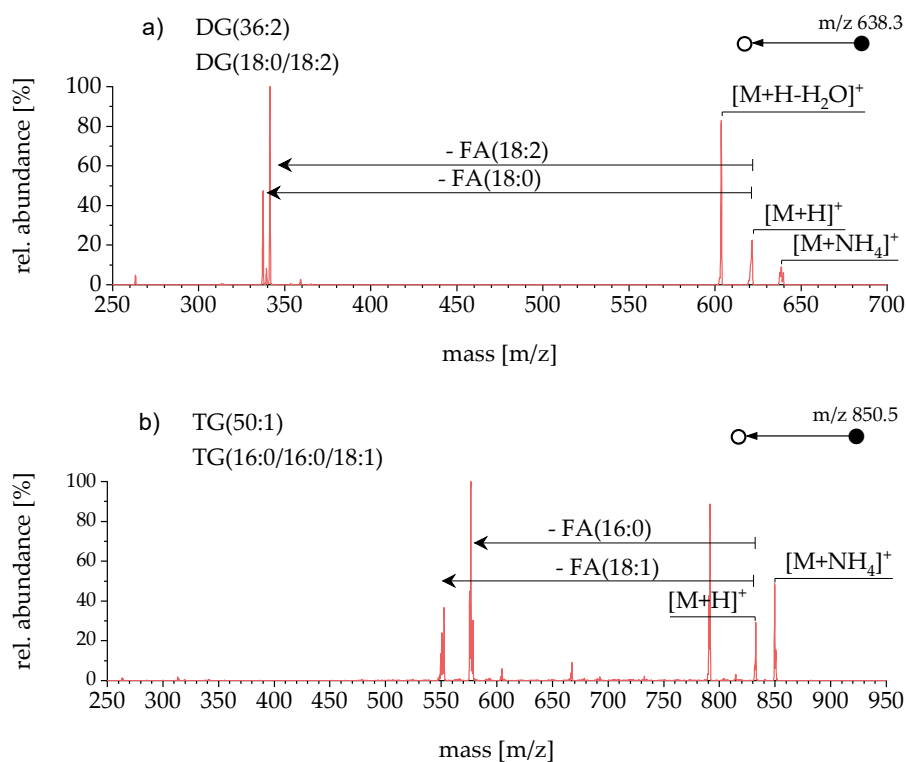 a) DG(36:2)
DG(18:0/18:2)
m/z 638.3
[M+H-H₂O]⁺
- FA(18:2)
- FA(18:0)
[M+H]⁺
[M+NH₄]⁺
rel. abundance [%]
100
80
60
40
20
0
250 300 350 400 450 500 550 600 650 700
mass [m/z]
b) TG(50:1)
TG(16:0/16:0/18:1)
m/z 850.5
- FA(16:0)
- FA(18:1)
[M+NH₄]⁺
[M+H]⁺
rel. abundance [%]
100
80
60
40
20
0
250 300 350 400 450 500 550 600 650 700 750 800 850 900 950
mass [m/z]